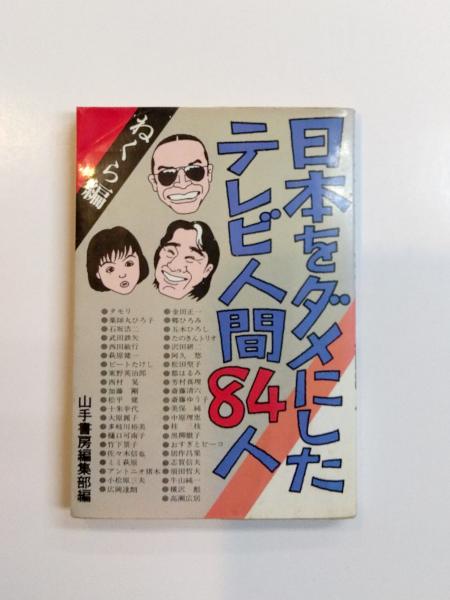 日本をダメにした
テレビ人間84人
ねくら編
●タモリ
●薬師丸ひろ子
●石坂浩二
●武田鉄矢
●西田敏行
●萩原健一
●ビートたけし
●東野英治郎
●西村 晃
●加藤 剛
●松平 健
●十朱幸代
●大原麗子
●多岐川裕美
●樋口可南子
●竹下景子
●佐々木信也
●ミミ萩原
●アントニオ猪木
●小松原三夫
●広岡達朗
●金田正一
●郷ひろみ
●五木ひろし
●たのきんトリオ
●沢田研二
●阿久 悠
●松田聖子
●都はるみ
●芳村真理
●斎藤清六
●斎藤ゆう子
●美保 純
●中原理恵
●桂 三枝
●黒柳徹子
●おすぎとピーコ
●志賀信夫
●須田哲夫
●牛山純一
●横沢 彪
●高瀬広居
山手書房編集部編